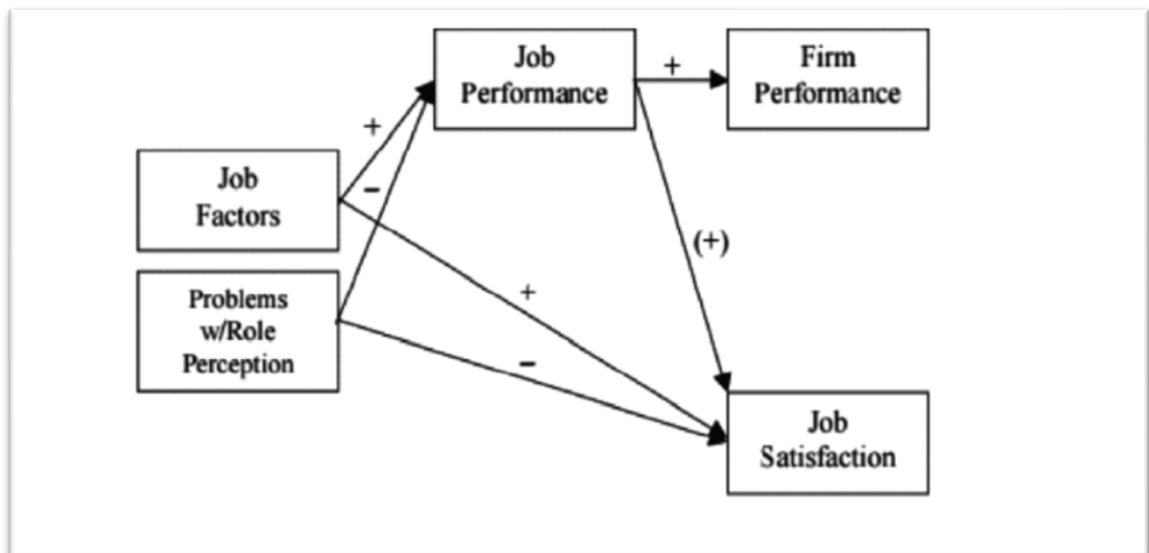 Job
Performance
+
Firm
Performance
+
Job
Factors
−
(+)
Problems
w/Role
Perception
+
−
Job
Satisfaction